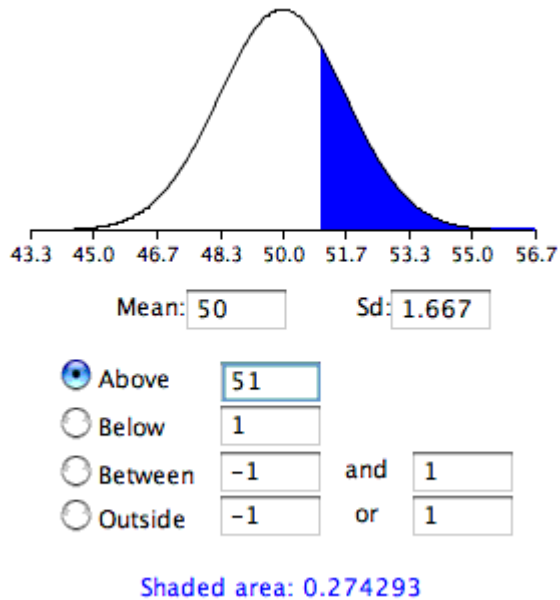 43.3 45.0 46.7 48.3 50.0 51.7 53.3 55.0 56.7
Mean: 50 Sd: 1.667
Above 51
Below 1
Between -1 and 1
Outside -1 or 1
Shaded area: 0.274293